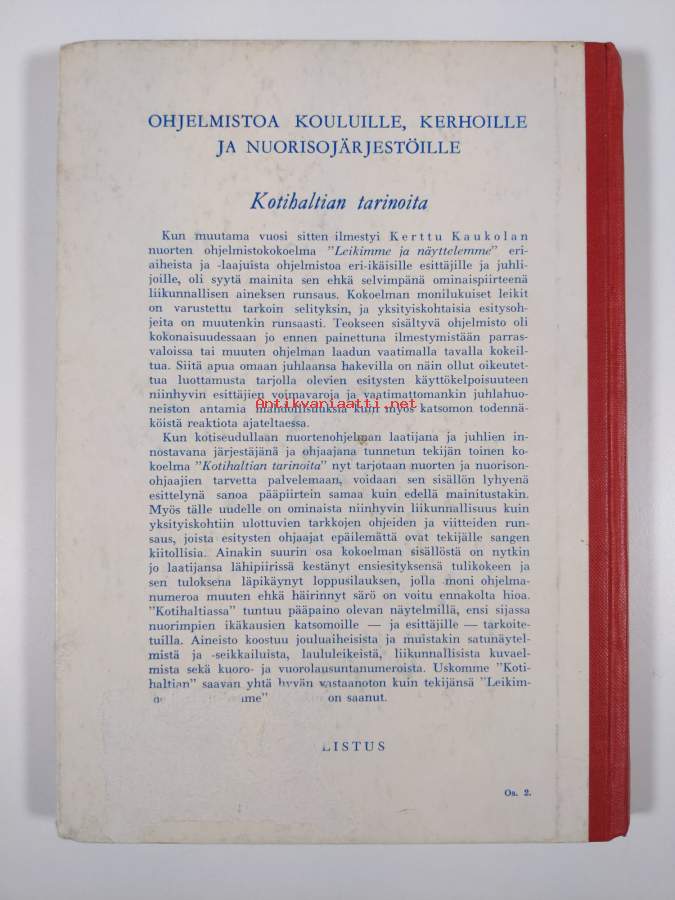 OHJELMISTOA KOULUILLE, KERHOILLE
JA NUORISOJÄRJESTÖILLE
Kotihaltian tarinoita
Kun muutama vuosi sitten ilmestyi Kerttu Kaukolan
nuorten ohjelmistokokoelma "Leikimme ja näyttelemme" eri-
aiheista ja -laajuista ohjelmistoa eri-ikäisille esittäjille ja juhli-
joille, oli syytä mainita sen ehkä selvimpänä ominaispiirteenä
liikunnallisen aineksen runsaus. Kokoelman monilukuiset leikit
on varustettu tarkoin selityksin, ja yksityiskohtaisia esitysoh-
jeita on muutenkin runsaasti. Teokseen sisältyvä ohjelmisto oli
kokonaisuudessaan jo ennen painettuna ilmestymistään parras-
valoissa tai muuten ohjelman laadun vaatimalla tavalla kokeil-
tua. Siitä apua omaan juhlaansa hakevilla on näin ollut oikeutet-
tua luottamusta tarjolla olevien esitysten käyttökelpoisuuteen
niinhyvin esittäjien voimavaroja ja vaatimattomankin juhlahuo-
neiston antamia mahdollisuuksia kuin myös katsomon todennä-
Antikvariaatti.net
köistä reaktiota ajateltaessa.
Kun kotiseudullaan nuortenohjelman laatijana ja juhlien in-
nostavana järjestäjänä ja ohjaajana tunnetun tekijän toinen ko-
koelma "Kotihaltian tarinoita" nyt tarjotaan nuorten ja nuorison-
ohjaajien tarvetta palvelemaan, voidaan sen sisällön lyhyenä
esittelynä sanoa pääpiirtein samaa kuin edellä mainitustakin.
Myös tälle uudelle on ominaista niinhyvin liikunnallisuus kuin
yksityiskohtiin ulottuvien tarkkojen ohjeiden ja viitteiden run-
saus, joista esitysten ohjaajat epäilemättä ovat tekijälle sangen
kiitollisia. Ainakin suurin osa kokoelman sisällöstä on nytkin
jo laatijansa lähipiirissä kestänyt ensiesityksensä tulikokeen ja
sen tuloksena läpikäynyt loppusilauksen, jolla moni ohjelma-
numeroa muuten ehkä häirinnyt särö on voitu ennakolta hioa.
"Kotihaltiassa" tuntuu pääpaino olevan näytelmillä, ensi sijassa
nuorimpien ikäkausien katsomoille — ja esittäjille — tarkoite-
tuilla. Aineisto koostuu jouluaiheisista ja muistakin satunäytel-
mistä ja -seikkailuista, laululeikeistä, liikunnallisista kuvael-
mista sekä kuoro- ja vuorolausuntanumeroista. Uskomme "Koti-
haltian" saavan yhtä hyvän vastaanoton kuin tekijänsä "Leikim-
me" on saanut.
LISTUS
Os. 2.